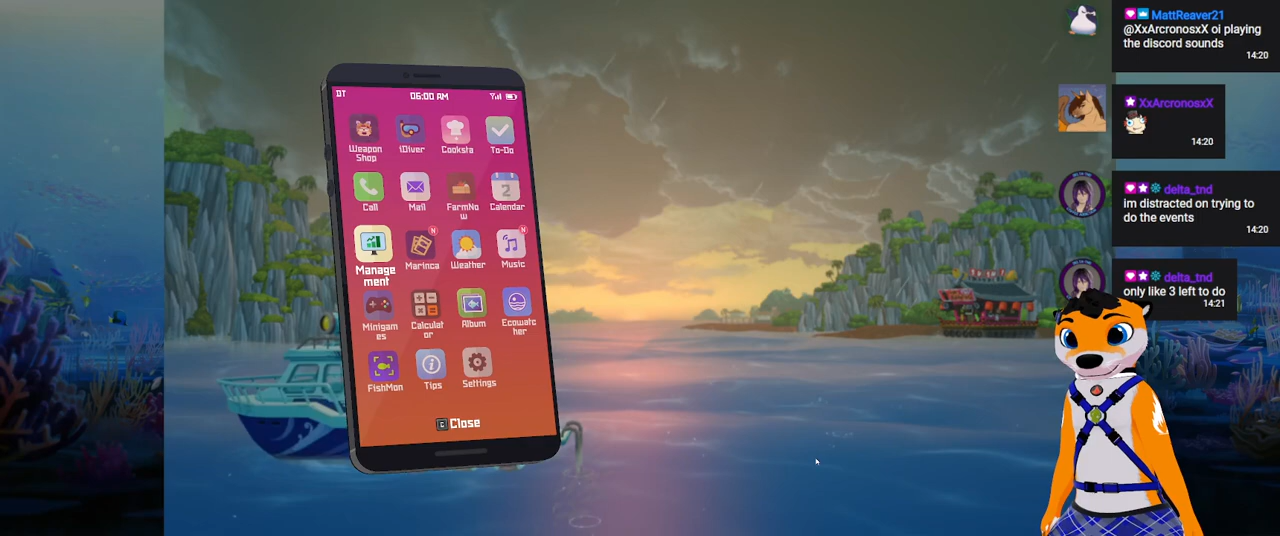 DT
06:00 AM
Weapon
Shop
iDiver
Cooksta
To-Do
Call
Mail
FarmNo
w
2
Calendar
Manage
ment
N
Marinca
Weather
N
Music
Minigam
es
Calculat
or
Album
Ecowatc
her
FishMon
Tips
Settings
C Close
MattReaver21
@XxArcronosxX oi playing
the discord sounds
14:20
XxArcronosxX
14:20
delta_tnd
im distracted on trying to
do the events
14:20
delta_tnd
only like 3 left to do
14:21